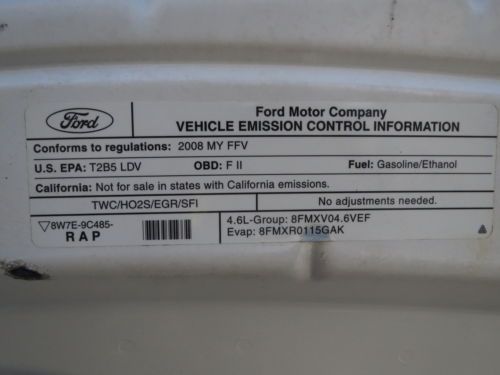 Ford
Ford Motor Company
VEHICLE EMISSION CONTROL INFORMATION
Conforms to regulations: 2008 MY FFV
U.S. EPA: T2B5 LDV OBD: F II Fuel: Gasoline/Ethanol
California: Not for sale in states with California emissions.
TWC/HO2S/EGR/SFI No adjustments needed.
▽8W7E-9C485- 4.6L-Group: 8FMXV04.6VEF
RAP Evap: 8FMXR0115GAK